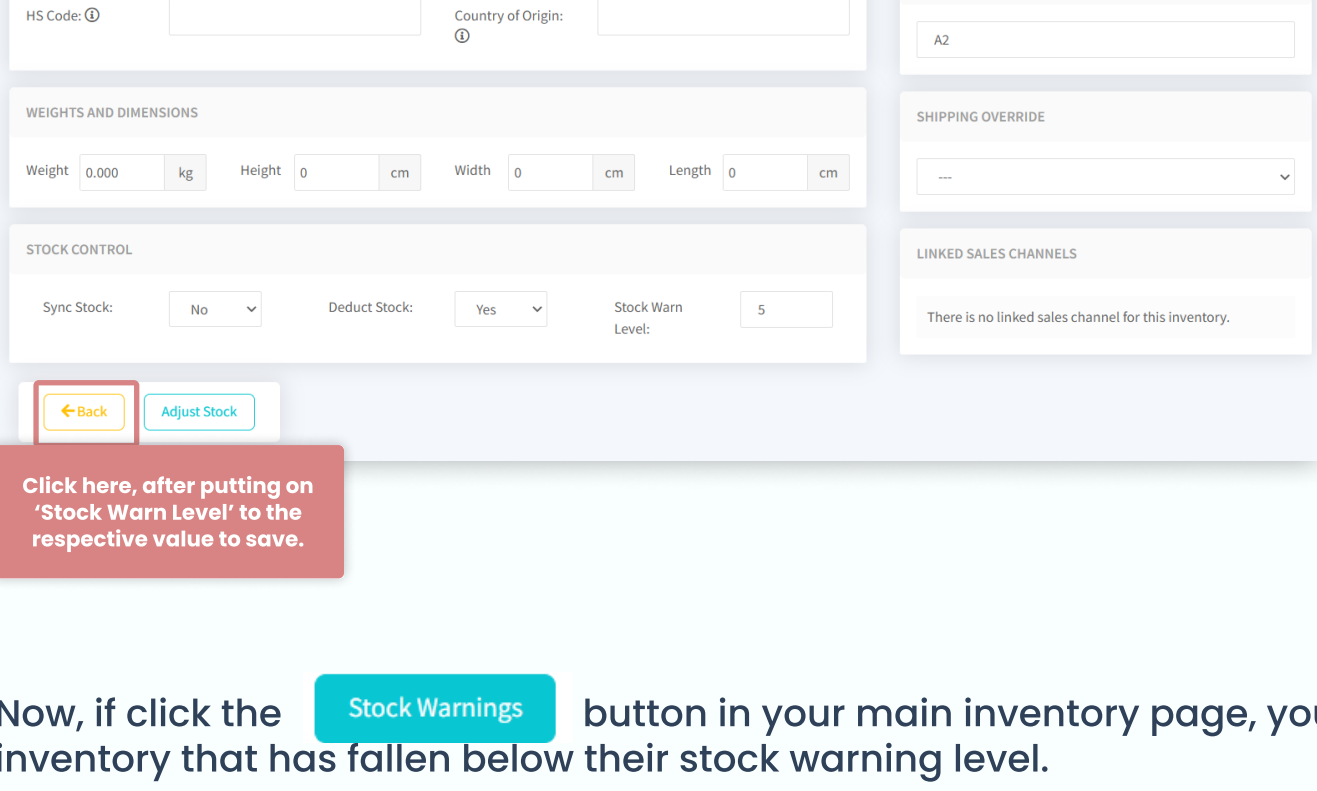 HS Code:
Country of Origin:
A2
WEIGHTS AND DIMENSIONS
Weight 0.000 kg Height 0 cm Width 0 cm Length 0 cm
SHIPPING OVERRIDE
---
STOCK CONTROL
Sync Stock: No Deduct Stock: Yes Stock Warn Level: 5
LINKED SALES CHANNELS
There is no linked sales channel for this inventory.
Back Adjust Stock
Click here, after putting on
‘Stock Warn Level’ to the
respective value to save.
Now, if click the Stock Warnings button in your main inventory page, you
inventory that has fallen below their stock warning level.